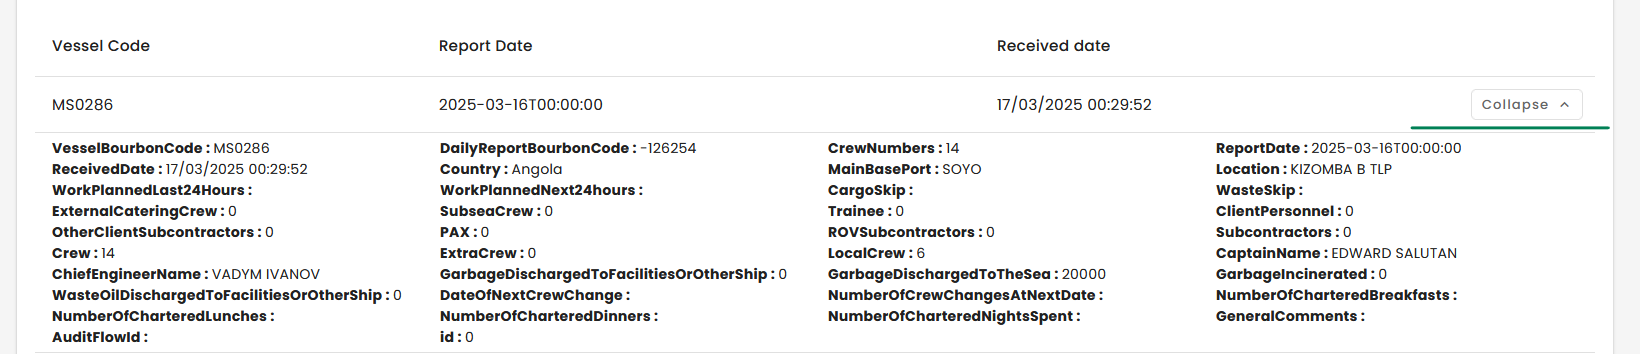 Vessel Code Report Date Received date
MS0286 2025-03-16T00:00:00 17/03/2025 00:29:52 Collapse
VesselBourbonCode : MS0286 DailyReportBourbonCode : -126254 CrewNumbers : 14 ReportDate : 2025-03-16T00:00:00
ReceivedDate : 17/03/2025 00:29:52 Country : Angola MainBasePort : SOYO Location : KIZOMBA B TLP
WorkPlannedLast24Hours : WorkPlannedNext24hours : CargoSkip : WasteSkip :
ExternalCateringCrew : 0 SubseaCrew : 0 Trainee : 0 ClientPersonnel : 0
OtherClientSubcontractors : 0 PAX : 0 ROVSubcontractors : 0 Subcontractors : 0
Crew : 14 ExtraCrew : 0 LocalCrew : 6 CaptainName : EDWARD SALUTAN
ChiefEngineerName : VADYM IVANOV GarbageDischargedToFacilitiesOrOtherShip : 0 GarbageDischargedToTheSea : 20000 GarbageIncinerated : 0
WasteOilDischargedToFacilitiesOrOtherShip : 0 DateOfNextCrewChange : NumberOfCrewChangesAtNextDate : NumberOfCharteredBreakfasts :
NumberOfCharteredLunches : NumberOfCharteredDinners : NumberOfCharteredNightsSpent : GeneralComments :
AuditFlowId : id : 0